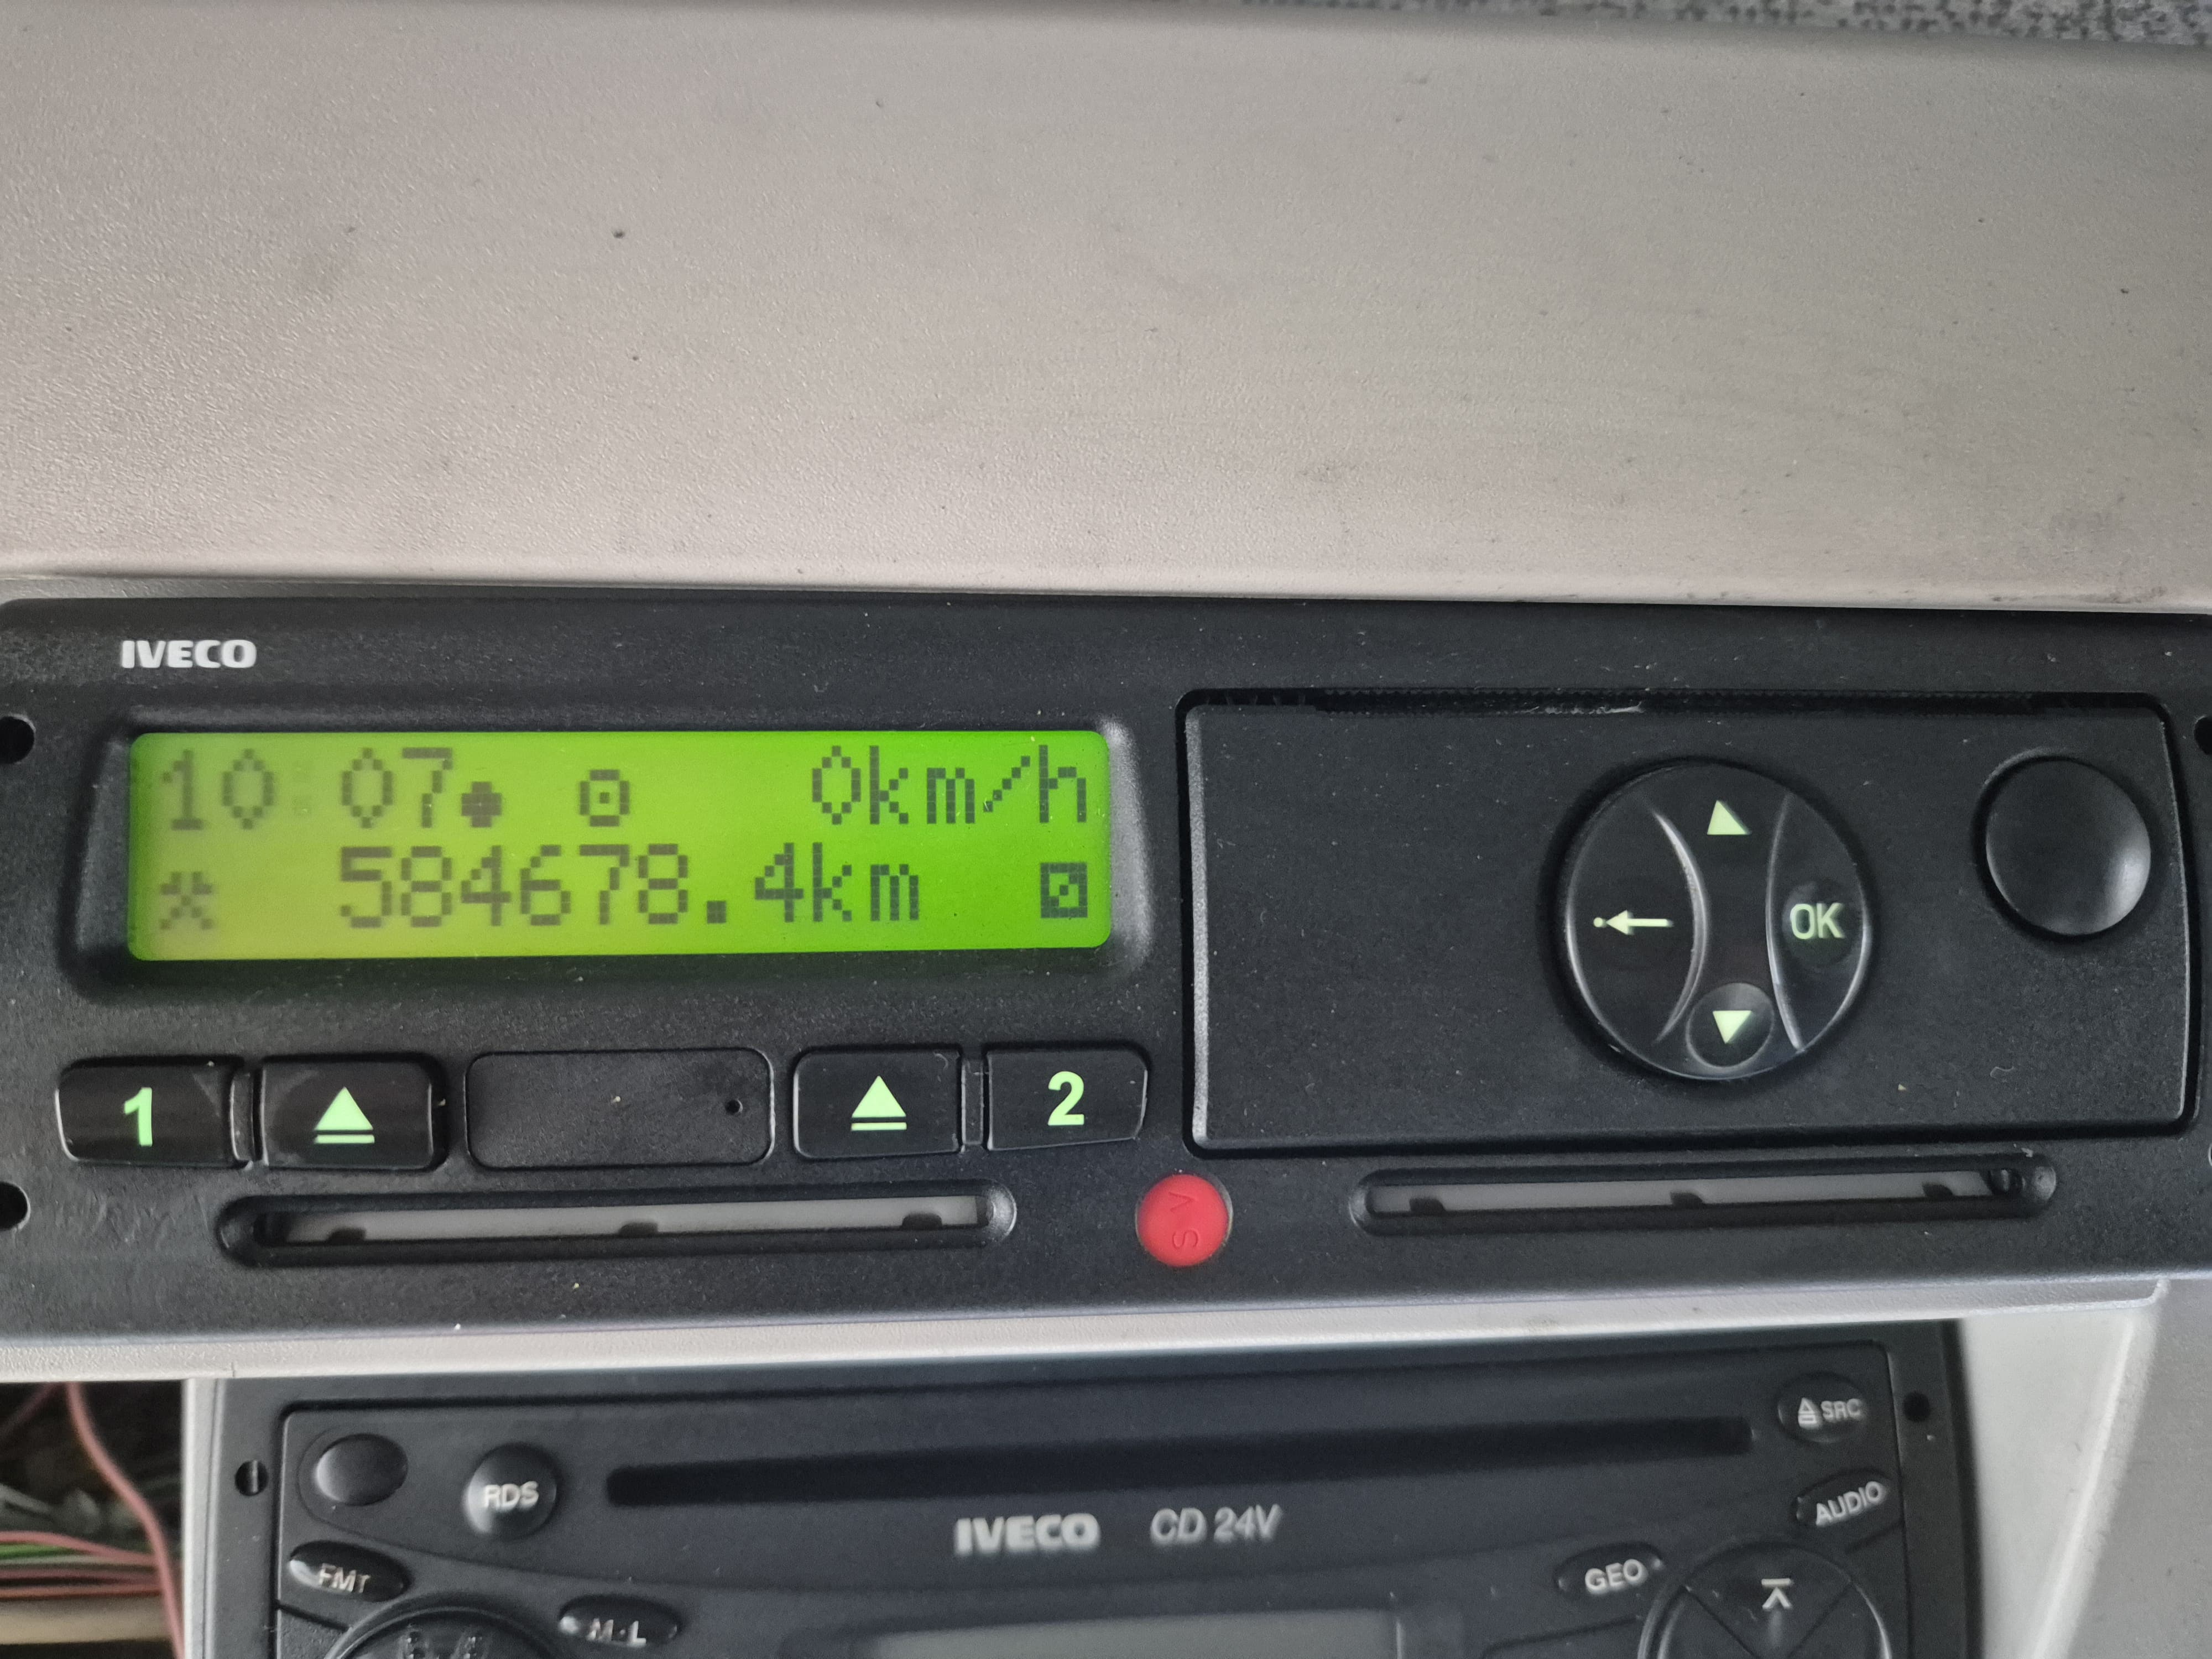 IVECO
10:07 0km/h
584678.4km
1 2
OK
S V
SRC
RDS
AUDIO
IVECO CD 24V
FMT
GEO
M-L